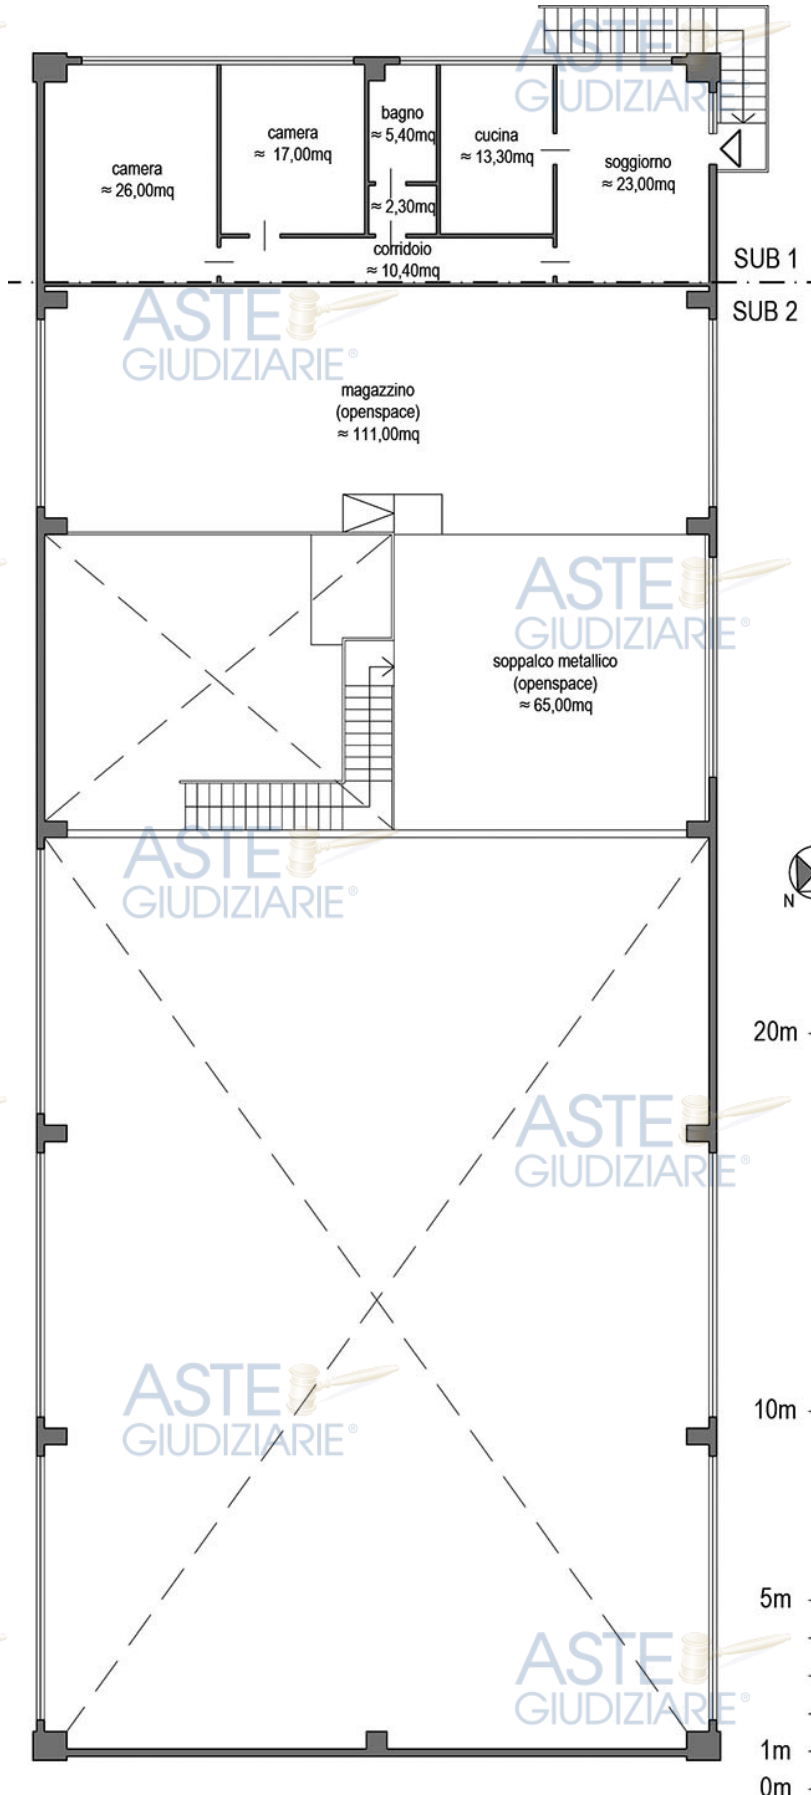 ASTE
GIUDIZIARIE®
bagno
≈ 5,40mq
camera
≈ 17,00mq
cucina
≈ 13,30mq
camera
≈ 26,00mq
soggiorno
≈ 23,00mq
≈ 2,30mq
corridoio
≈ 10,40mq
SUB 1
SUB 2
ASTE
GIUDIZIARIE®
magazzino
(openspace)
≈ 111,00mq
ASTE
GIUDIZIARIE®
soppalco metallico
(openspace)
≈ 65,00mq
ASTE
GIUDIZIARIE®
N
20m
ASTE
GIUDIZIARIE®
ASTE
GIUDIZIARIE®
10m
5m
ASTE
GIUDIZIARIE®
1m
0m